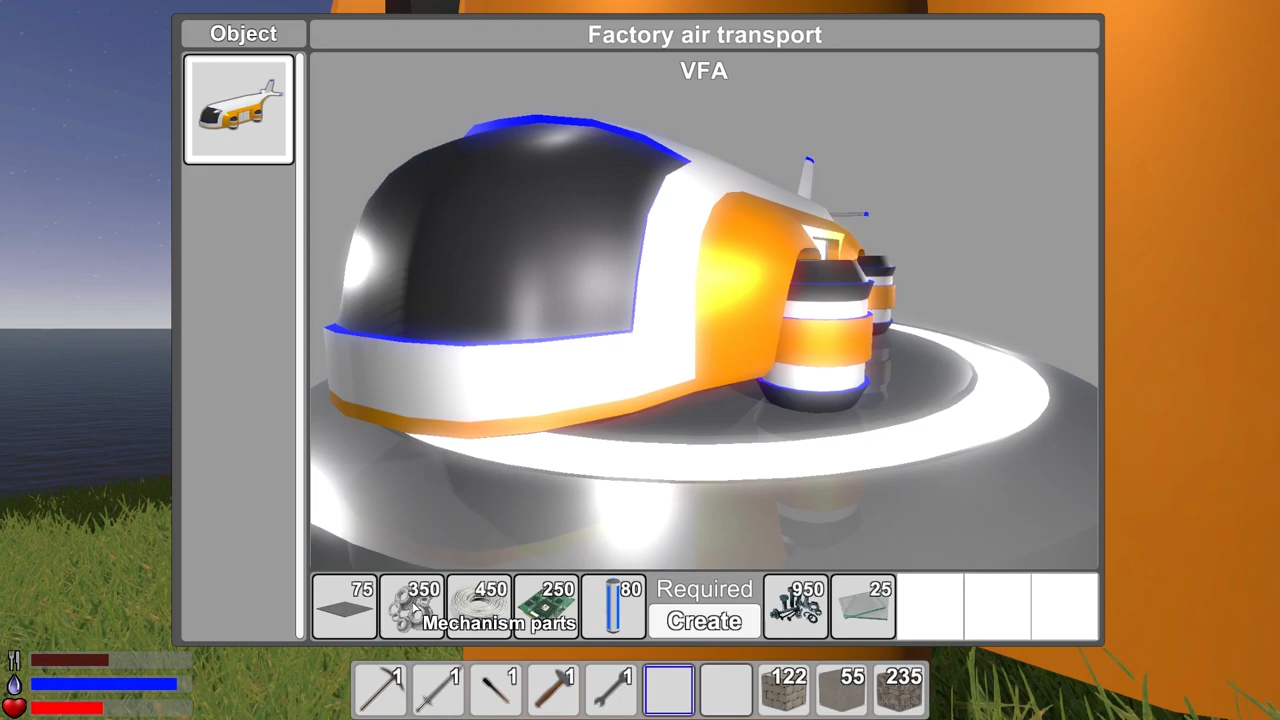 Object
Factory air transport
VFA
75
350
450
250
80
Required
950
25
Mechanism parts
Create
1
1
1
1
1
122
55
235